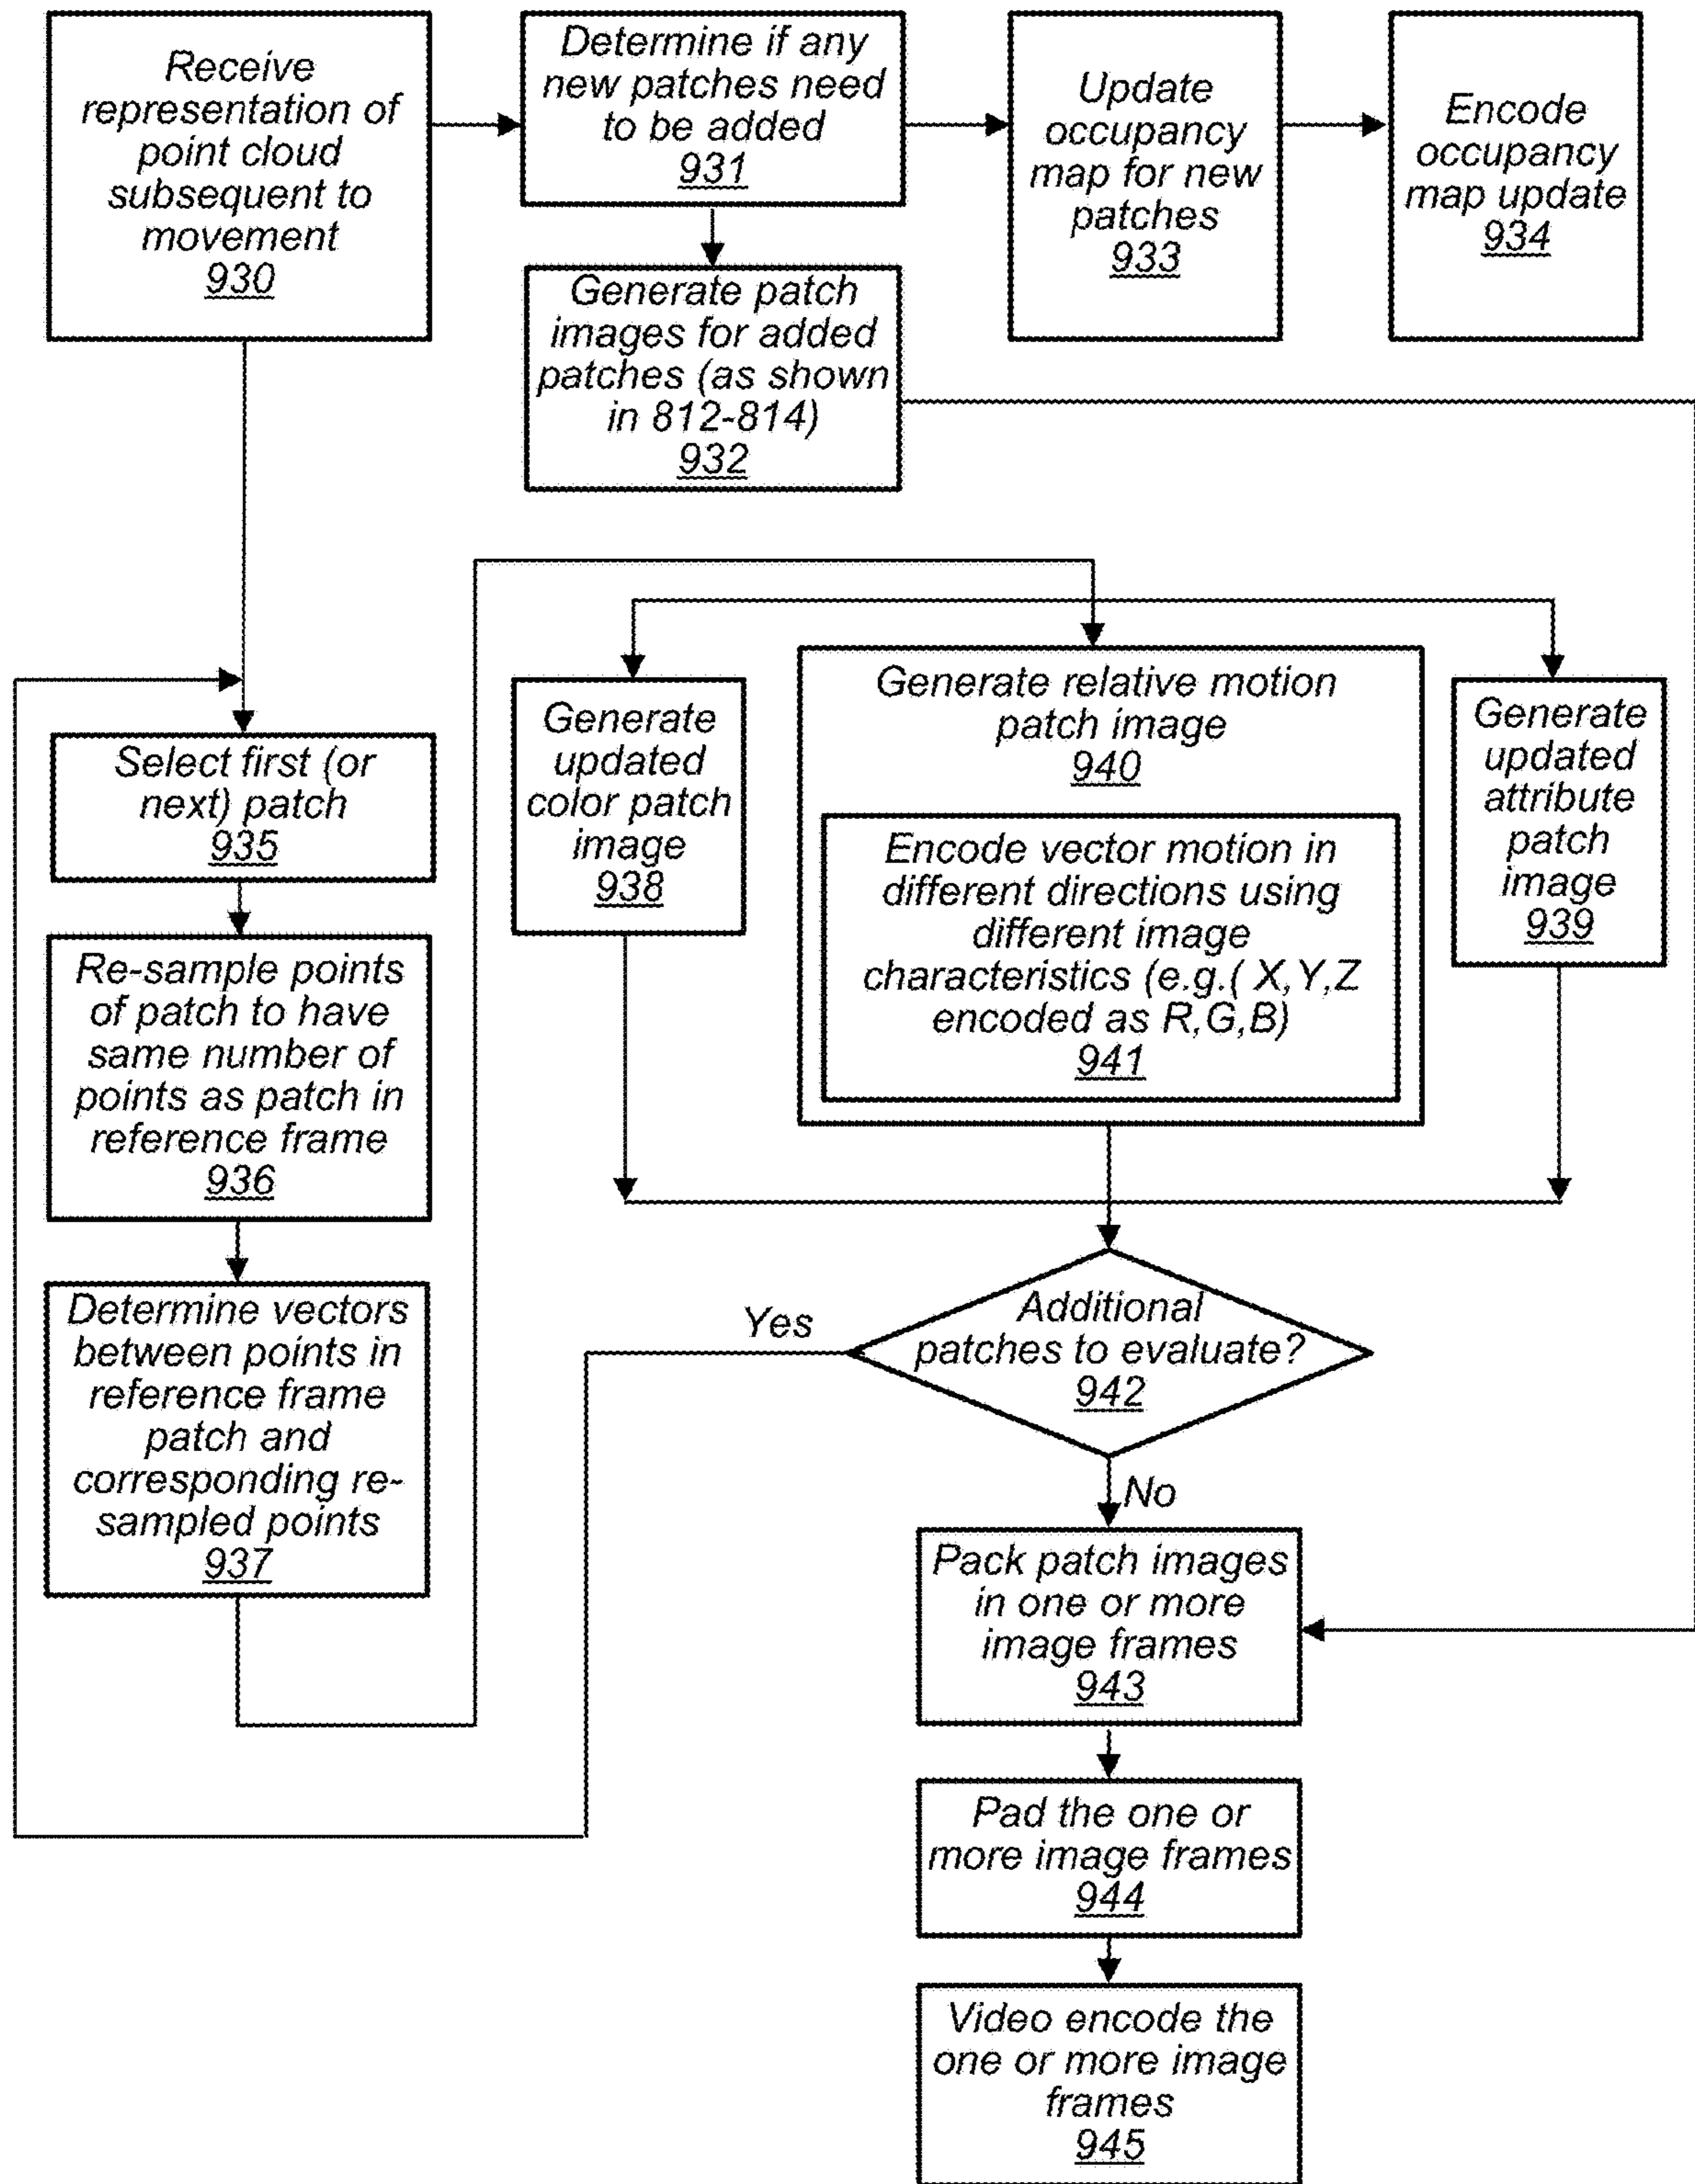 Receive
representation of
point cloud
subsequent to
movement
930
Determine if any
new patches need
to be added
931
Update
occupancy
map for new
patches
933
Encode
occupancy
map update
934
Generate patch
images for added
patches (as shown
in 812-814)
932
Select first (or
next) patch
935
Re-sample points
of patch to have
same number of
points as patch in
reference frame
936
Determine vectors
between points in
reference frame
patch and
corresponding re-
sampled points
937
Generate
updated
color patch
image
938
Generate relative motion
patch image
940
Encode vector motion in
different directions using
different image
characteristics (e.g.( X,Y,Z
encoded as R,G,B)
941
Generate
updated
attribute
patch
image
939
Yes
Additional
patches to evaluate?
942
No
Pack patch images
in one or more
image frames
943
Pad the one or
more image frames
944
Video encode the
one or more image
frames
945